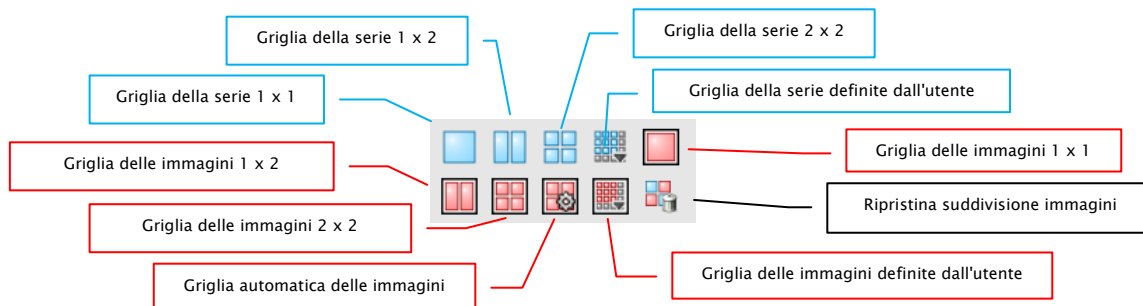 Griglia della serie 1 x 2
Griglia della serie 2 x 2
Griglia della serie 1 x 1
Griglia della serie definite dall'utente
Griglia delle immagini 1 x 2
Griglia delle immagini 1 x 1
Griglia delle immagini 2 x 2
Ripristina suddivisione immagini
Griglia automatica delle immagini
Griglia delle immagini definite dall'utente